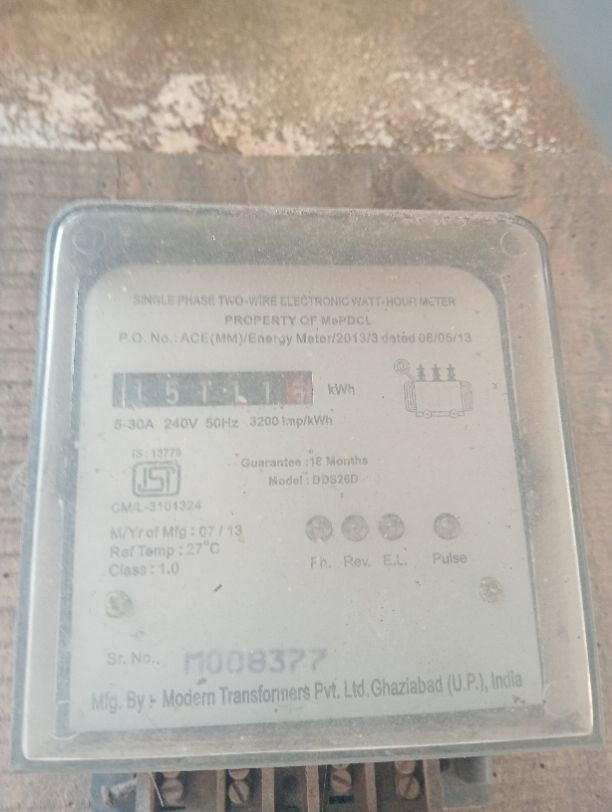 SINGLE PHASE TWO-WIRE ELECTRONIC WATT-HOUR METER
PROPERTY OF MePDCL
P.O. No.: ACE(MM)/Energy Meter/2013/3 dated 06/05/13
kWh
5-30A 240V 50Hz 3200 imp/kWh
IS : 13779
Guarantee :18 Months
ISI
Model : DDS26D
CM/L-3101324
M/Yr of Mfg : 07 / 13
Ref Temp : 27°C
Class : 1.0
Ph. Rev. E.L. Pulse
Sr. No.. M008377
Mfg. By :- Modern Transformers Pvt. Ltd. Ghaziabad (U.P.), India